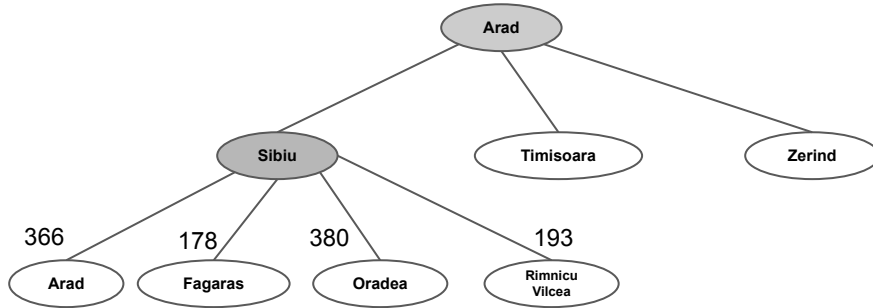 Arad
Sibiu
Timisoara
Zerind
366
178
380
193
Arad
Fagaras
Oradea
Rimnicu
Vilcea